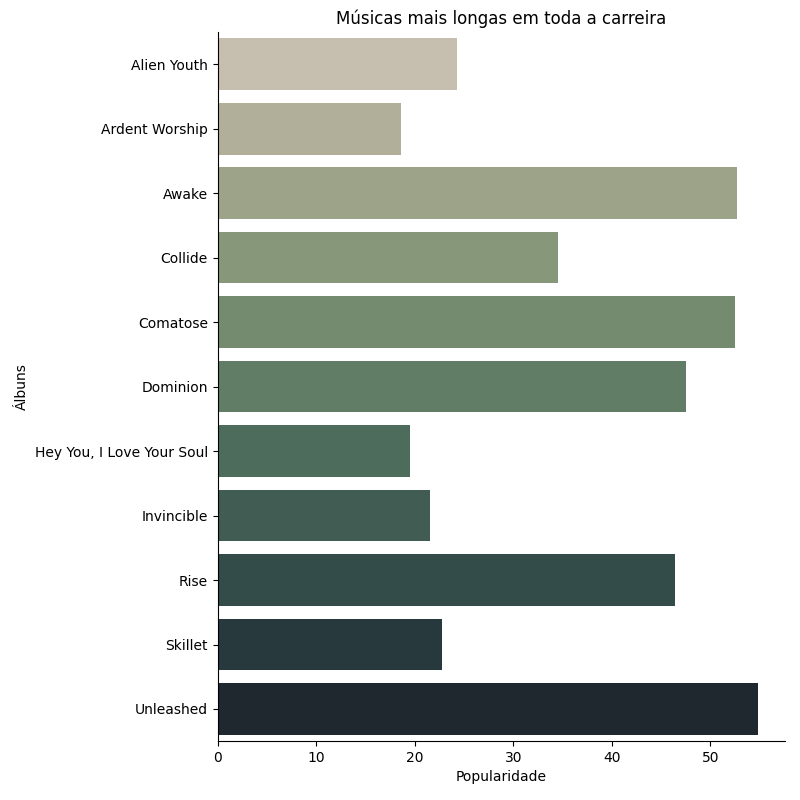 Músicas mais longas em toda a carreira
Álbuns
Alien Youth
Ardent Worship
Awake
Collide
Comatose
Dominion
Hey You, I Love Your Soul
Invincible
Rise
Skillet
Unleashed
0 10 20 30 40 50
Popularidade